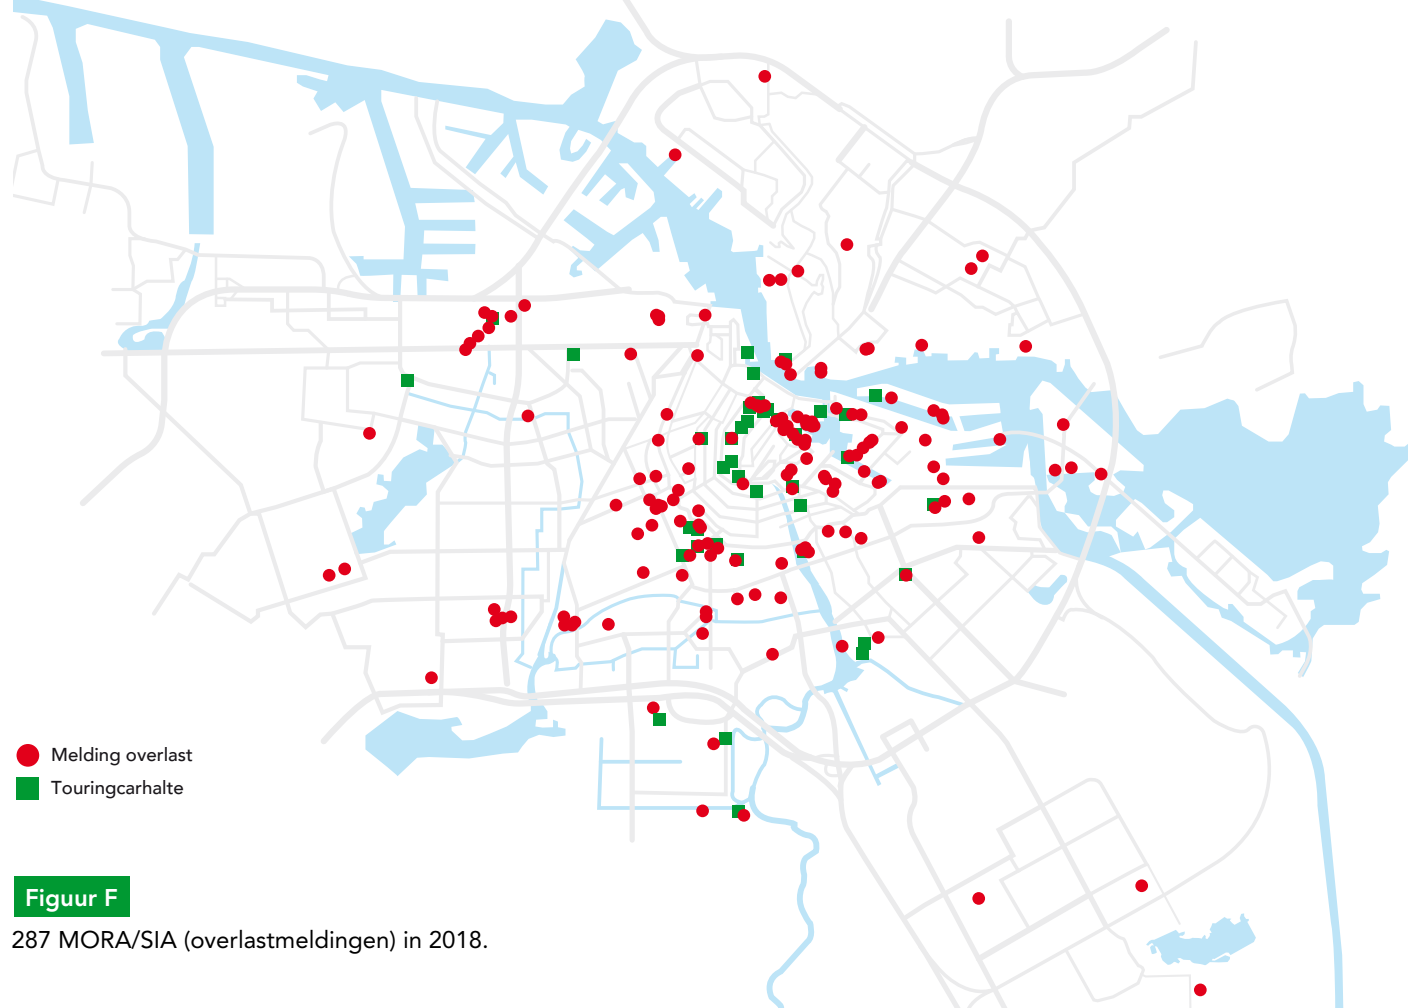 Melding overlast
Touringcarhalte
Figuur F
287 MORA/SIA (overlastmeldingen) in 2018.